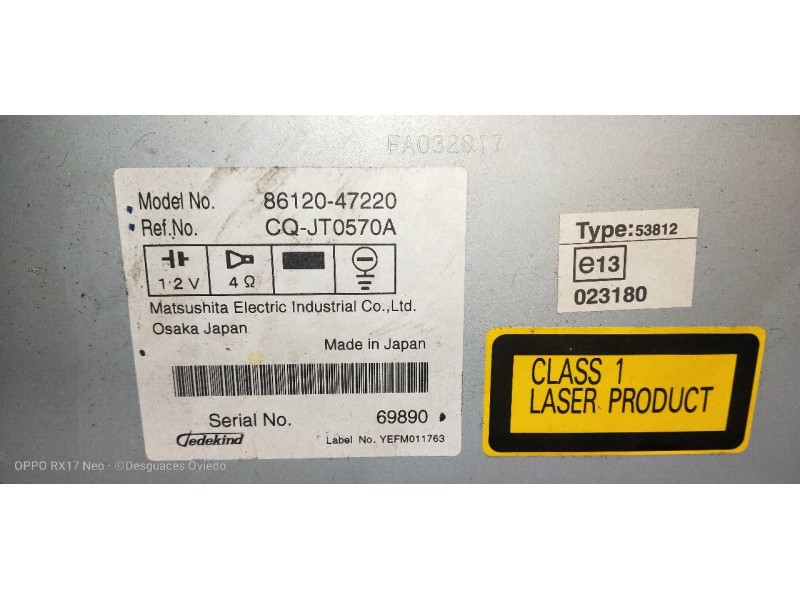 FA032017
Model No. 86120-47220
Ref.No. CQ-JT0570A
12V 4Ω
Matsushita Electric Industrial Co.,Ltd.
Osaka Japan
Made in Japan
Serial No. 69890
Dedekind Label No. YEFM011763
Type:53812
e13
023180
CLASS 1
LASER PRODUCT
OPPO RX17 Neo · ©Desguaces Oviedo